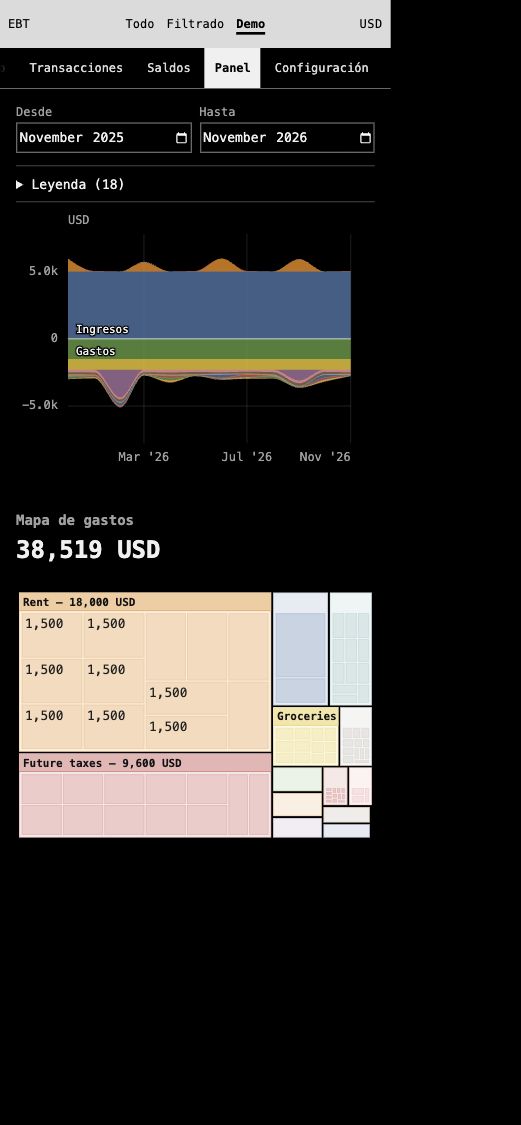 EBT Todo Filtrado Demo USD
Transacciones Saldos Panel Configuración
Desde Hasta
November 2025 November 2026
Leyenda (18)
USD
5.0k
Ingresos
0
Gastos
−5.0k
Mar '26 Jul '26 Nov '26
Mapa de gastos
38,519 USD
Rent — 18,000 USD
1,500 1,500
1,500 1,500
1,500
1,500 1,500
1,500
Groceries
Future taxes — 9,600 USD